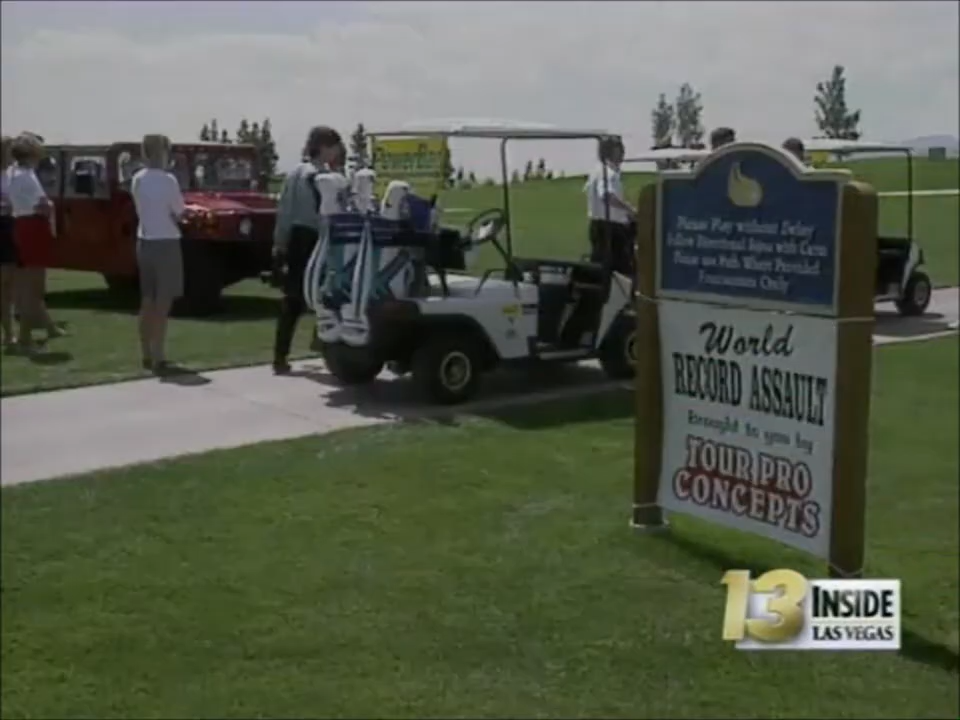 PowerBilt
Please Play without Delay
Follow Directional Signs with Carts
Please use Path Where Provided
Foursomes Only
World
RECORD ASSAULT
Brought to you by
TOUR PRO
CONCEPTS
13 INSIDE
LAS VEGAS